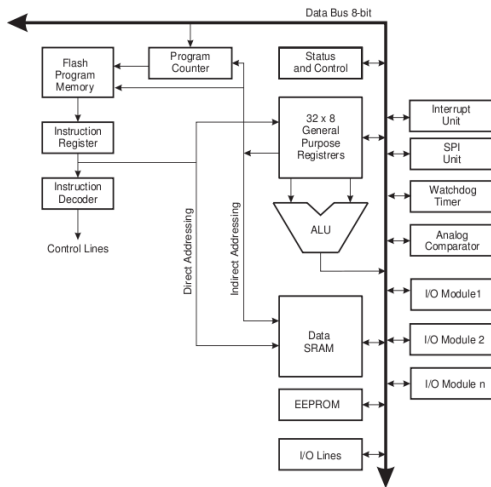 Data Bus 8-bit
Flash
Program
Memory
Program
Counter
Status
and Control
Instruction
Register
32 x 8
General
Purpose
Registrers
Interrupt
Unit
SPI
Unit
Instruction
Decoder
Watchdog
Timer
Control Lines
Direct Addressing
Indirect Addressing
ALU
Analog
Comparator
I/O Module1
Data
SRAM
I/O Module 2
I/O Module n
EEPROM
I/O Lines